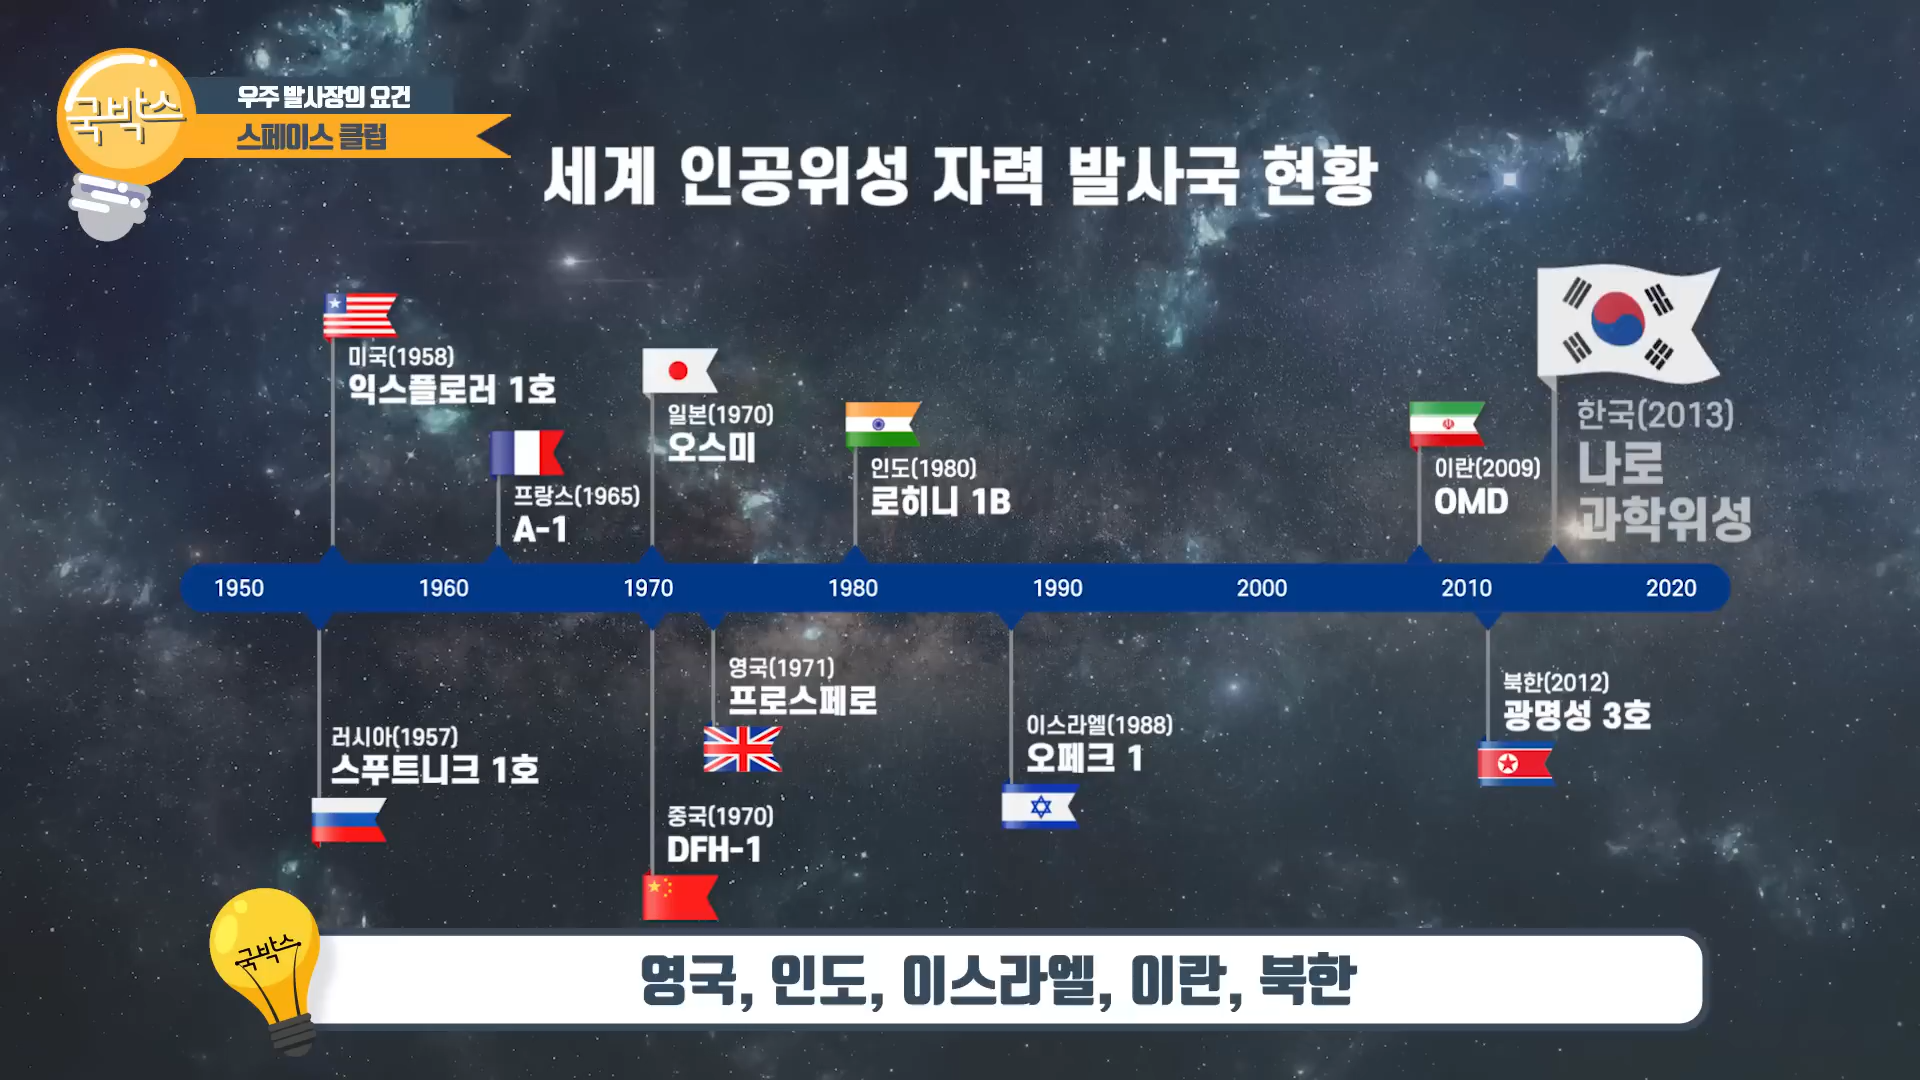 국박스
우주 발사장의 요건
스페이스 클럽
세계 인공위성 자력 발사국 현황
미국(1958)
익스플로러 1호
프랑스(1965)
A-1
일본(1970)
오스미
인도(1980)
로히니 1B
이란(2009)
OMD
한국(2013)
나로
과학위성
1950 1960 1970 1980 1990 2000 2010 2020
러시아(1957)
스푸트니크 1호
영국(1971)
프로스페로
중국(1970)
DFH-1
이스라엘(1988)
오페크 1
북한(2012)
광명성 3호
국박스
영국, 인도, 이스라엘, 이란, 북한